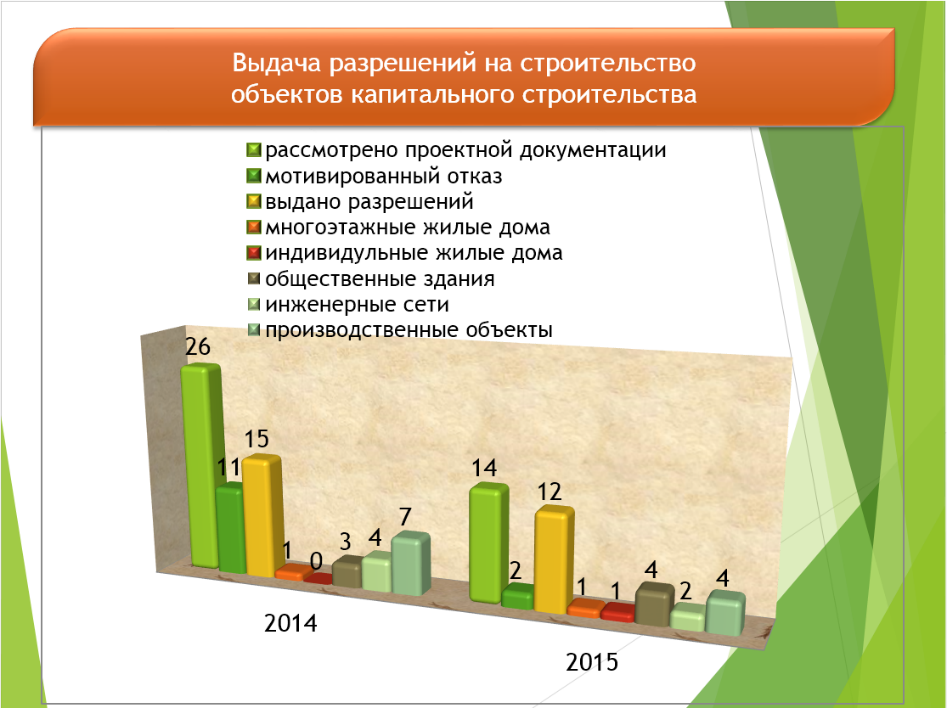 Выдача разрешений на строительство
объектов капитального строительства
рассмотрено проектной документации
мотивированный отказ
выдано разрешений
многоэтажные жилые дома
индивидульные жилые дома
общественные здания
инженерные сети
производственные объекты
26
11
15
1
0
3
4
7
14
2
12
1
1
4
2
4
2014
2015